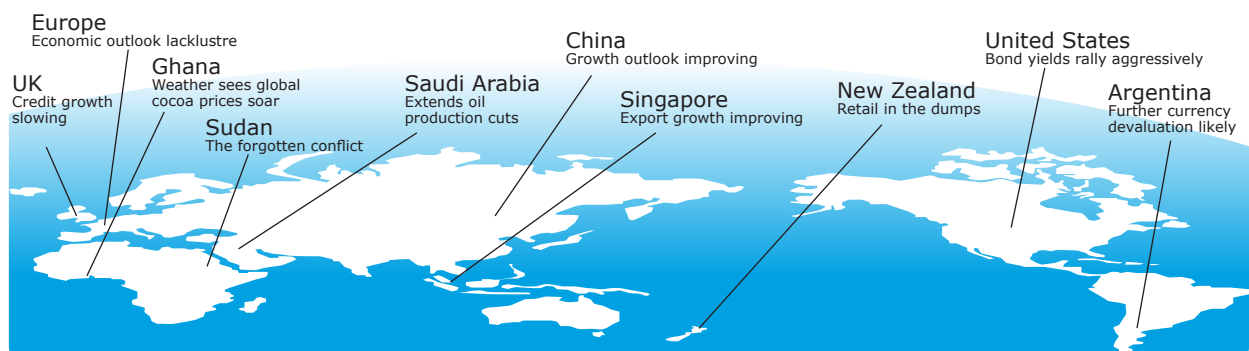 Europe
Economic outlook lacklustre
UK
Credit growth
slowing
Ghana
Weather sees global
cocoa prices soar
Sudan
The forgotten conflict
Saudi Arabia
Extends oil
production cuts
China
Growth outlook improving
Singapore
Export growth improving
New Zealand
Retail in the dumps
United States
Bond yields rally aggressively
Argentina
Further currency
devaluation likely